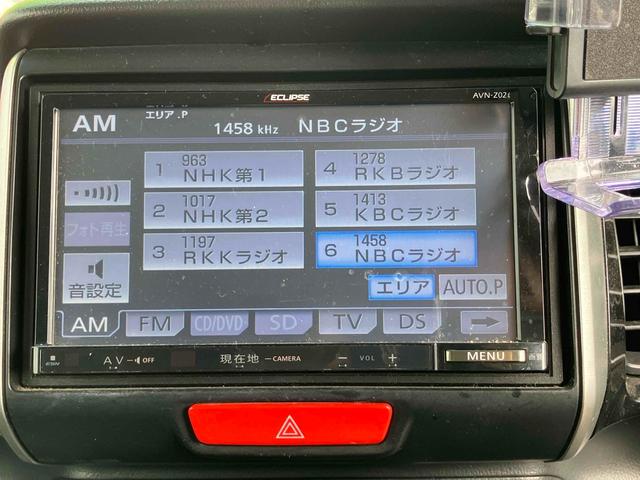 ECLIPSE
AVN-Z02i
AM
エリア.P
1458 kHz NBCラジオ
1 963 NHK第1
4 1278 RKBラジオ
2 1017 NHK第2
5 1413 KBCラジオ
3 1197 RKKラジオ
6 1458 NBCラジオ
フォト再生
音設定
エリア
AUTO.P
AM
FM
CD/DVD
SD
TV
DS
AV OFF
現在地 CAMERA
− VOL +
MENU